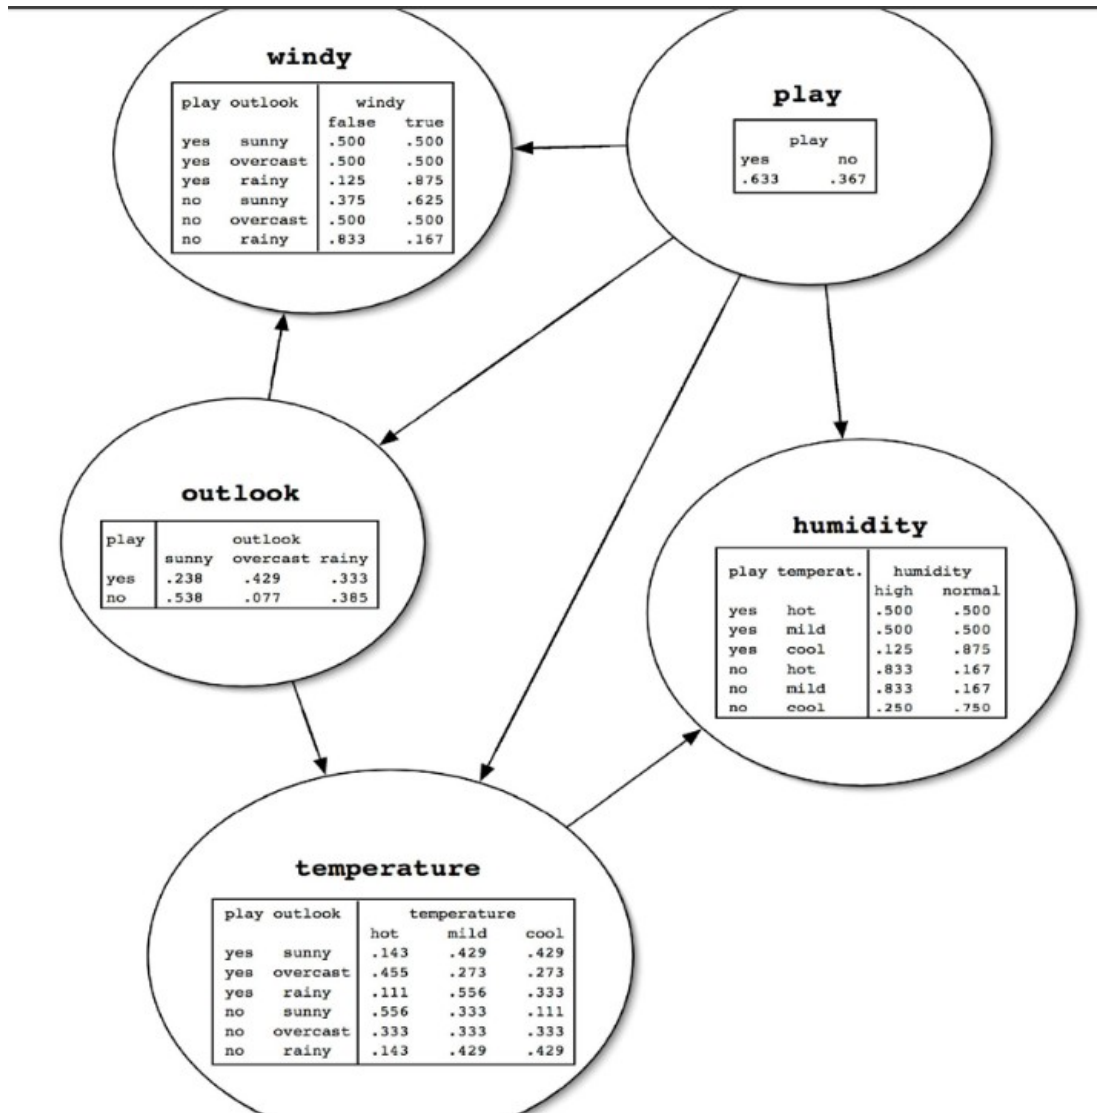 windy
play outlook windy
false true
yes sunny .500 .500
yes overcast .500 .500
yes rainy .125 .875
no sunny .375 .625
no overcast .500 .500
no rainy .833 .167
play
play
yes no
.633 .367
outlook
play outlook
sunny overcast rainy
yes .238 .429 .333
no .538 .077 .385
humidity
play temperat. humidity
high normal
yes hot .500 .500
yes mild .500 .500
yes cool .125 .875
no hot .833 .167
no mild .833 .167
no cool .250 .750
temperature
play outlook temperature
hot mild cool
yes sunny .143 .429 .429
yes overcast .455 .273 .273
yes rainy .111 .556 .333
no sunny .556 .333 .111
no overcast .333 .333 .333
no rainy .143 .429 .429